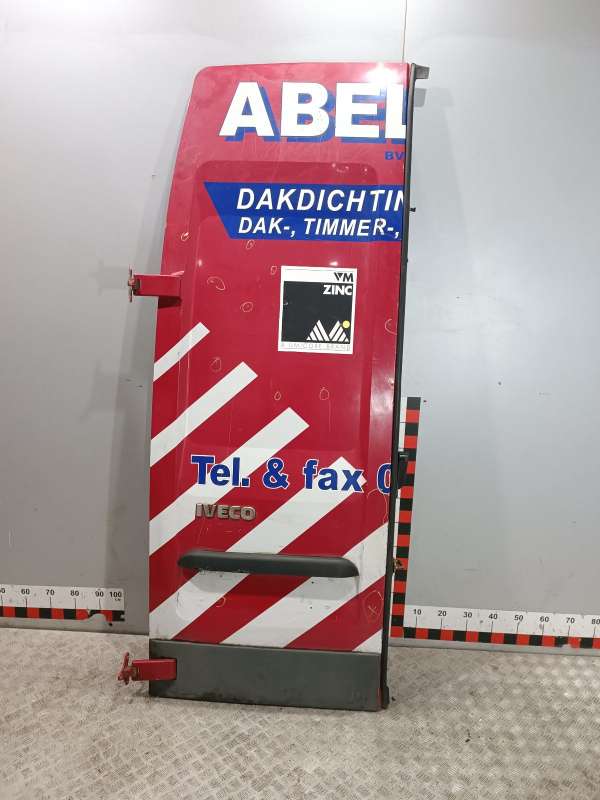 ABEL
BV
DAKDICHTIN
DAK-, TIMMER-,
VM
ZINC
Tel. & fax 0
IVECO
60 70 80 90 100
10 20 30 40 50 60 70 80